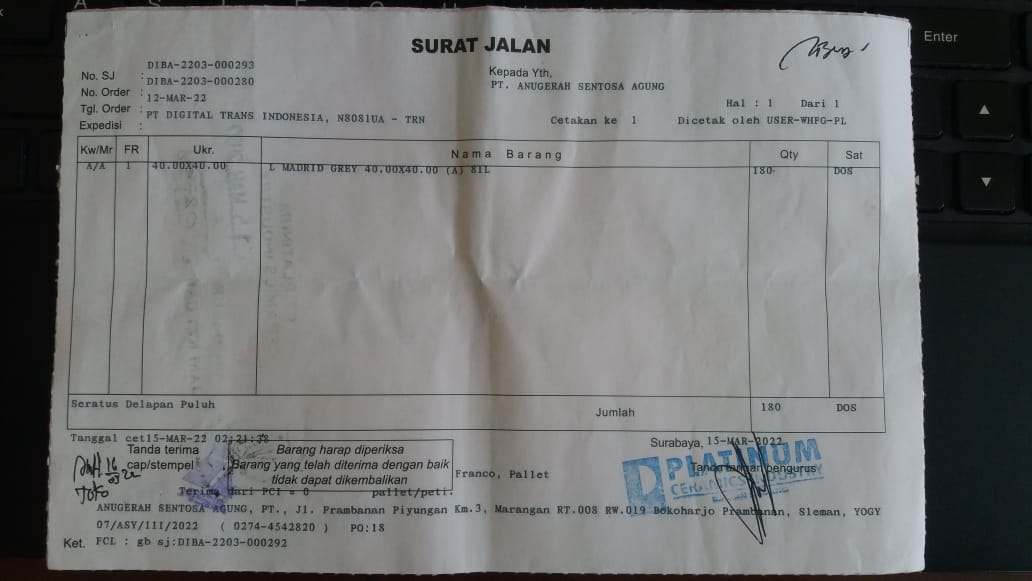 SURAT JALAN
No. SJ : DIBA-2203-000293
No. Order : DIBA-2203-000280
Tgl. Order : 12-MAR-22
Expedisi : PT DIGITAL TRANS INDONESIA, N8081UA - TRN
Kepada Yth,
PT. ANUGERAH SENTOSA AGUNG
Hal : 1 Dari 1
Cetakan ke 1 Dicetak oleh USER-WHFG-PL
Kw/Mr FR Ukr. Nama Barang Qty Sat
A/A 1 40.00X40.00 L MADRID GREY 40.00X40.00 (A) 81L 180 DOS
Seratus Delapan Puluh Jumlah 180 DOS
Tanggal cet15-MAR-22 02:21:38
Surabaya, 15-MAR-2022
Tanda terima
cap/stempel
16
03 22
Barang harap diperiksa
Barang yang telah diterima dengan baik
tidak dapat dikembalikan
Franco, Pallet
PLATINUM
CERAMICS INDUSTRY
Tanda tangan pengurus
Terima dari PCI = 0 pallet/peti.
ANUGERAH SENTOSA AGUNG, PT., Jl. Prambanan Piyungan Km.3, Marangan RT.008 RW.019 Bokoharjo Prambanan, Sleman, YOGY
07/ASY/III/2022 ( 0274-4542820 ) PO:18
Ket. FCL : gb sj:DIBA-2203-000292
Enter